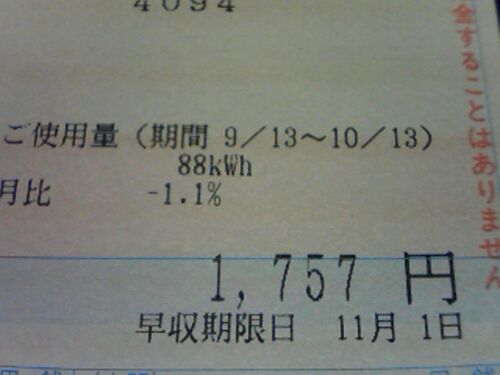 4094
ご使用量（期間 9／13～10／13）
88kWh
月比 -1.1%
1,757 円
早収期限日 11月 1日
金することはありません